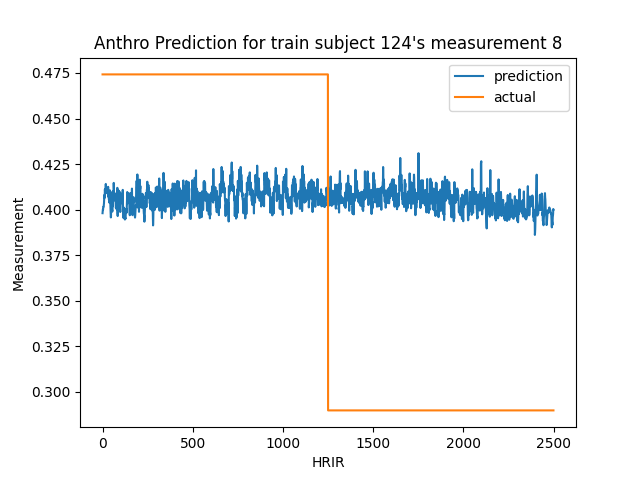 Anthro Prediction for train subject 124's measurement 8
prediction
actual
Measurement
0.475
0.450
0.425
0.400
0.375
0.350
0.325
0.300
0
500
1000
1500
2000
2500
HRIR